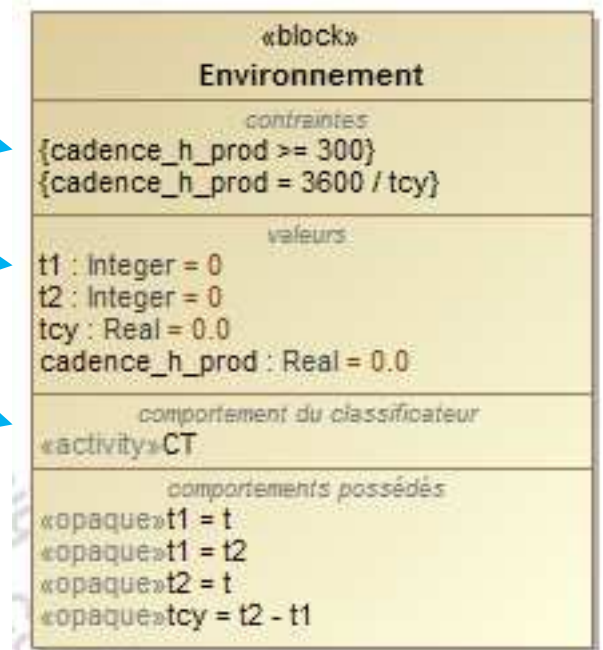 «block»
Environnement
contraintes
{cadence_h_prod >= 300}
{cadence_h_prod = 3600 / tcy}
valeurs
t1 : Integer = 0
t2 : Integer = 0
tcy : Real = 0.0
cadence_h_prod : Real = 0.0
comportement du classificateur
«activity»CT
comportements possédés
«opaque»t1 = t
«opaque»t1 = t2
«opaque»t2 = t
«opaque»tcy = t2 - t1